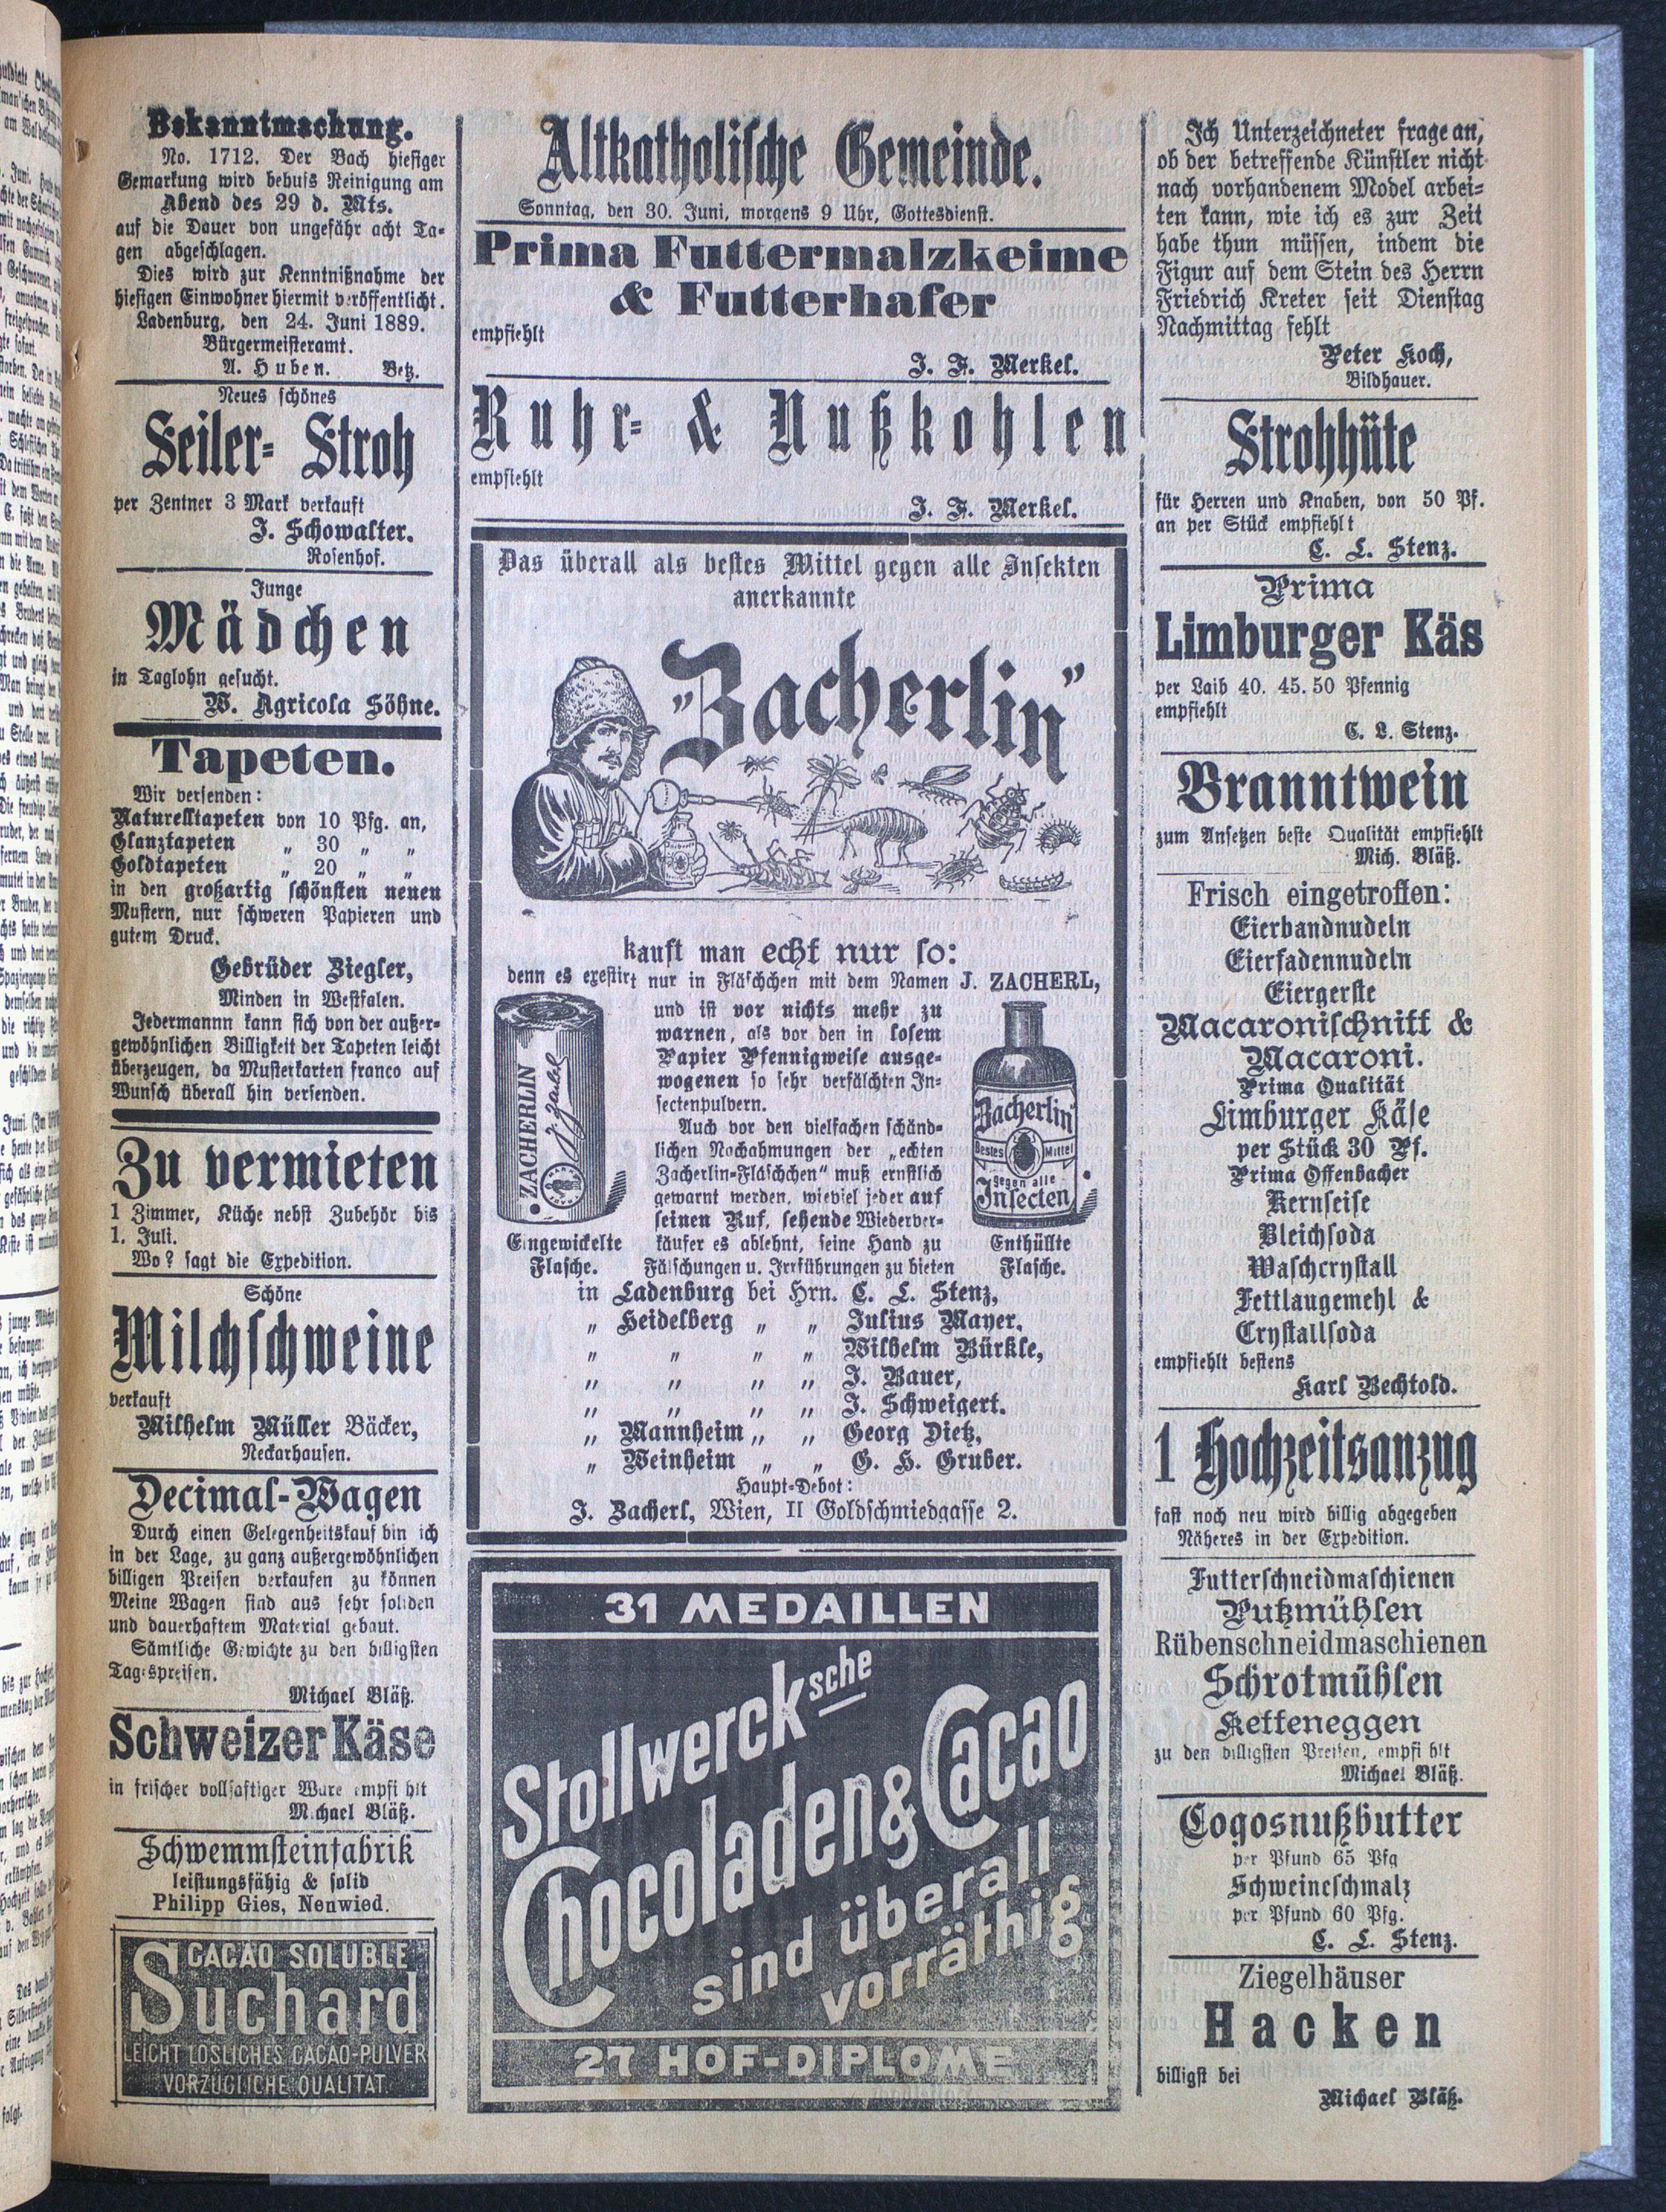 Bekanntmachung.
No. 1712. Der Bach hiesiger
Gemarkung wird behufs Reinigung am
Abend des 29 d. Mts.
auf die Dauer von ungefähr acht Ta-
gen abgeschlagen.
Dies wird zur Kenntnißnahme der
hiesigen Einwohner hiermit veröffentlicht.
Ladenburg, den 24. Juni 1889.
Bürgermeisteramt.
A. Huben. Betz.
Neues schönes
Seiler- Stroh
per Zentner 3 Mark verkauft
J. Schowalter.
Rosenhof.
Junge
Mädchen
in Taglohn gesucht.
W. Agricola Söhne.
Tapeten.
Wir versenden:
Naturelltapeten von 10 Pfg. an,
Glanztapeten „ 30 „ „
Goldtapeten „ 20 „ „
in den großartig schönsten neuen
Mustern, nur schweren Papieren und
gutem Druck.
Gebrüder Ziegler,
Minden in Westfalen.
Jedermannn kann sich von der außer-
gewöhnlichen Billigkeit der Tapeten leicht
überzeugen, da Musterkarten franco auf
Wunsch überall hin versenden.
Zu vermieten
1 Zimmer, Küche nebst Zubehör bis
1. Juli.
Wo? sagt die Expedition.
Schöne
Milchschweine
verkauft
Wilhelm Müller Bäcker,
Neckarhausen.
Decimal-Wagen
Durch einen Gelegenheitskauf bin ich
in der Lage, zu ganz außergewöhnlichen
billigen Preisen verkaufen zu können
Meine Wagen sind aus sehr soliden
und dauerhaftem Material gebaut.
Sämtliche Gewichte zu den billigsten
Tagespreisen.
Michael Bläß.
Schweizer Käse
in frischer vollsaftiger Ware empfi hlt
Michael Bläß.
Schwemmsteinfabrik
leistungsfähig & solid
Philipp Gies, Neuwied.
CACAO SOLUBLE
Suchard
LEICHT LÖSLICHES CACAO-PULVER
VORZÜGLICHE QUALITÄT
Altkatholische Gemeinde.
Sonntag, den 30. Juni, morgens 9 Uhr, Gottesdienst.
Prima Futtermalzkeime
& Futterhafer
empfiehlt
J. F. Merkel.
Ruhr- & Nußkohlen
empfiehlt
J. F. Merkel.
Das überall als bestes Mittel gegen alle Insekten
anerkannte
„Zacherlin"
kauft man echt nur so:
denn es exestirt nur in Fläschchen mit dem Namen J. ZACHERL,
und ist vor nichts mehr zu
warnen, als vor den in losem
Papier Pfennigweise ausge-
wogenen so sehr verfälchten In-
sectenpulvern.
Auch vor den vielfachen schänd-
lichen Nachahmungen der „echten
Zacherlin-Fläschchen" muß ernstlich
gewarnt werden, wieviel jeder auf
seinen Ruf, sehende Wiederver-
käufer es ablehnt, seine Hand zu
Fälschungen u. Irrführungen zu bieten
ZACHERLIN
J. Zacherl
Eingewickelte
Flasche.
Zacherlin
Bestes Mittel
gegen alle
Insecten
Enthüllte
Flasche.
in Ladenburg bei Hrn. C. L. Stenz,
„ Heidelberg „ „ Julius Mayer,
„ „ „ „ Wilhelm Bürkle,
„ „ „ „ J. Bauer,
„ „ „ „ J. Schweigert.
„ Mannheim „ „ Georg Dietz,
„ Weinheim „ „ G. H. Gruber.
Haupt-Debot:
J. Zacherl, Wien, II Goldschmiedgasse 2.
31 MEDAILLEN
Stollwerck'sche
Chocoladen & Cacao
sind überall
vorräthig
27 HOF-DIPLOME
Ich Unterzeichneter frage an,
ob der betreffende Künstler nicht
nach vorhandenem Model arbei-
ten kann, wie ich es zur Zeit
habe thun müssen, indem die
Figur auf dem Stein des Herrn
Friedrich Kreter seit Dienstag
Nachmittag fehlt
Peter Koch,
Bildhauer.
Strohhüte
für Herren und Knaben, von 50 Pf.
an per Stück empfiehlt
C. L. Stenz.
Prima
Limburger Käs
per Laib 40. 45. 50 Pfennig
empfiehlt
C. L. Stenz.
Branntwein
zum Ansetzen beste Qualität empfiehlt
Mich. Bläß.
Frisch eingetroffen:
Eierbandnudeln
Eierfadennudeln
Eiergerste
Macaronischnitt &
Macaroni.
Prima Qualität
Limburger Käse
per Stück 30 Pf.
Prima Offenbacher
Kernseife
Bleichsoda
Waschcrystall
Fettlaugemehl &
Crystallsoda
empfiehlt bestens
Karl Bechtold.
1 Hochzeitsanzug
fast noch neu wird billig abgegeben
Näheres in der Expedition.
Futterschneidmaschienen
Putzmühlen
Rübenschneidmaschienen
Schrotmühlen
Ketteneggen
zu den billigsten Preisen, empfi hlt
Michael Bläß.
Cogosnußbutter
per Pfund 65 Pfg
Schweineschmalz
per Pfund 60 Pfg.
C. L. Stenz.
Ziegelhäuser
Hacken
billigst bei
Michael Bläß.